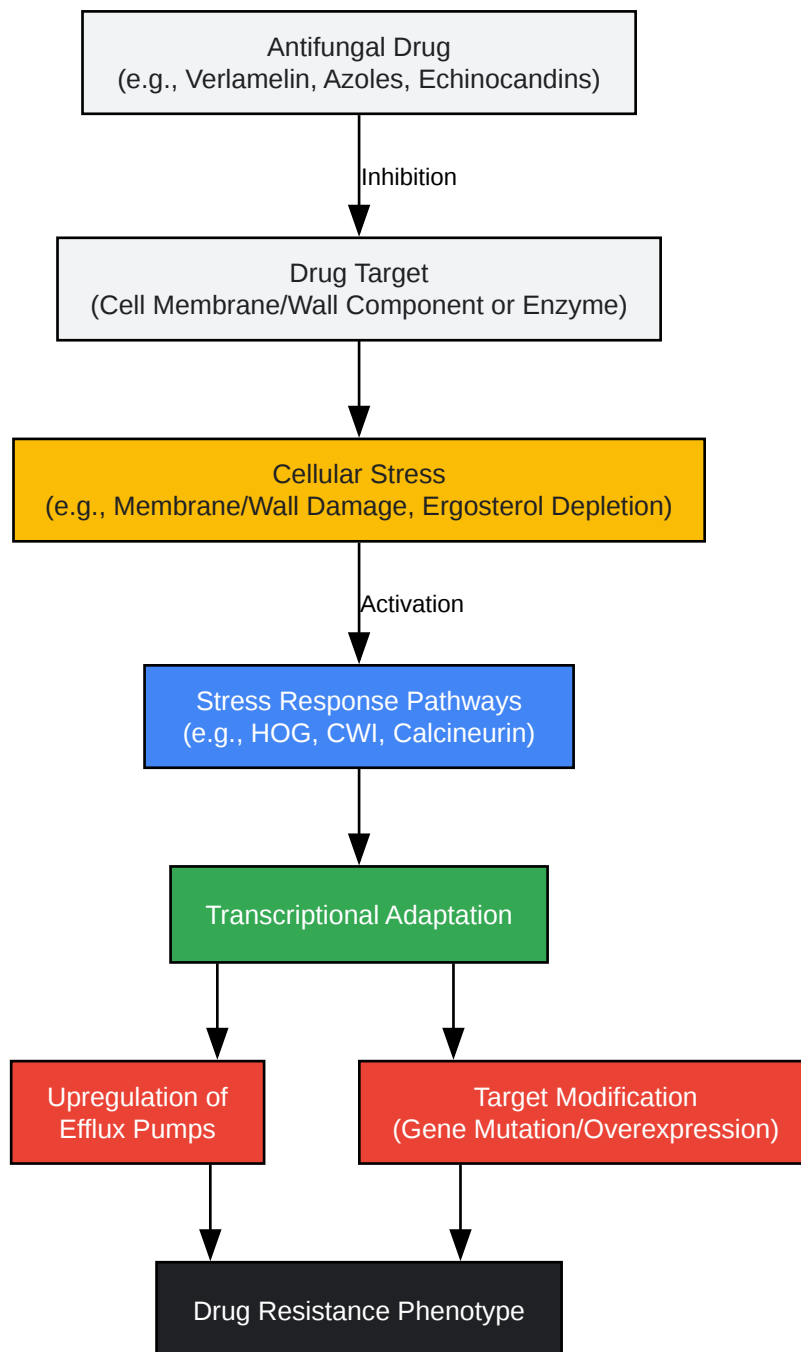 Antifungal Drug
(e.g., Verlamelin, Azoles, Echinocandins)
Inhibition
Drug Target
(Cell Membrane/Wall Component or Enzyme)
Cellular Stress
(e.g., Membrane/Wall Damage, Ergosterol Depletion)
Activation
Stress Response Pathways
(e.g., HOG, CWI, Calcineurin)
Transcriptional Adaptation
Upregulation of
Efflux Pumps
Target Modification
(Gene Mutation/Overexpression)
Drug Resistance Phenotype